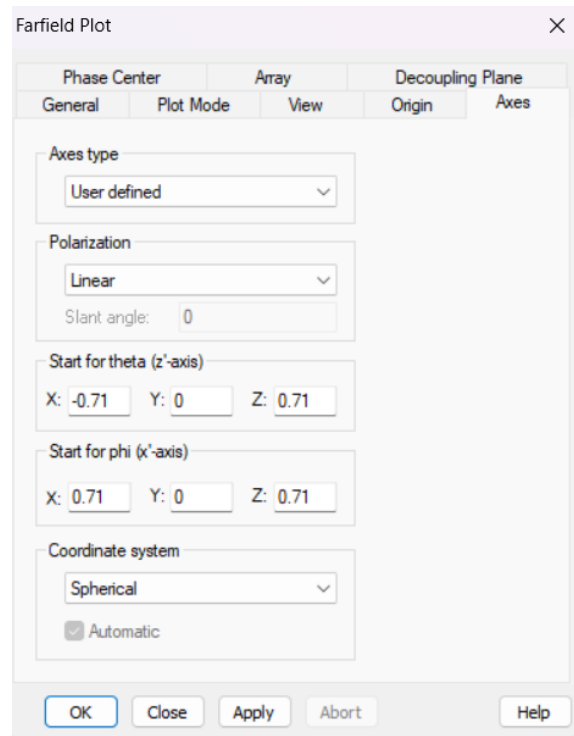 Farfield Plot
Phase Center Array Decoupling Plane
General Plot Mode View Origin Axes
Axes type
User defined
Polarization
Linear
Slant angle: 0
Start for theta (z'-axis)
X: -0.71 Y: 0 Z: 0.71
Start for phi (x'-axis)
X: 0.71 Y: 0 Z: 0.71
Coordinate system
Spherical
Automatic
OK Close Apply Abort Help